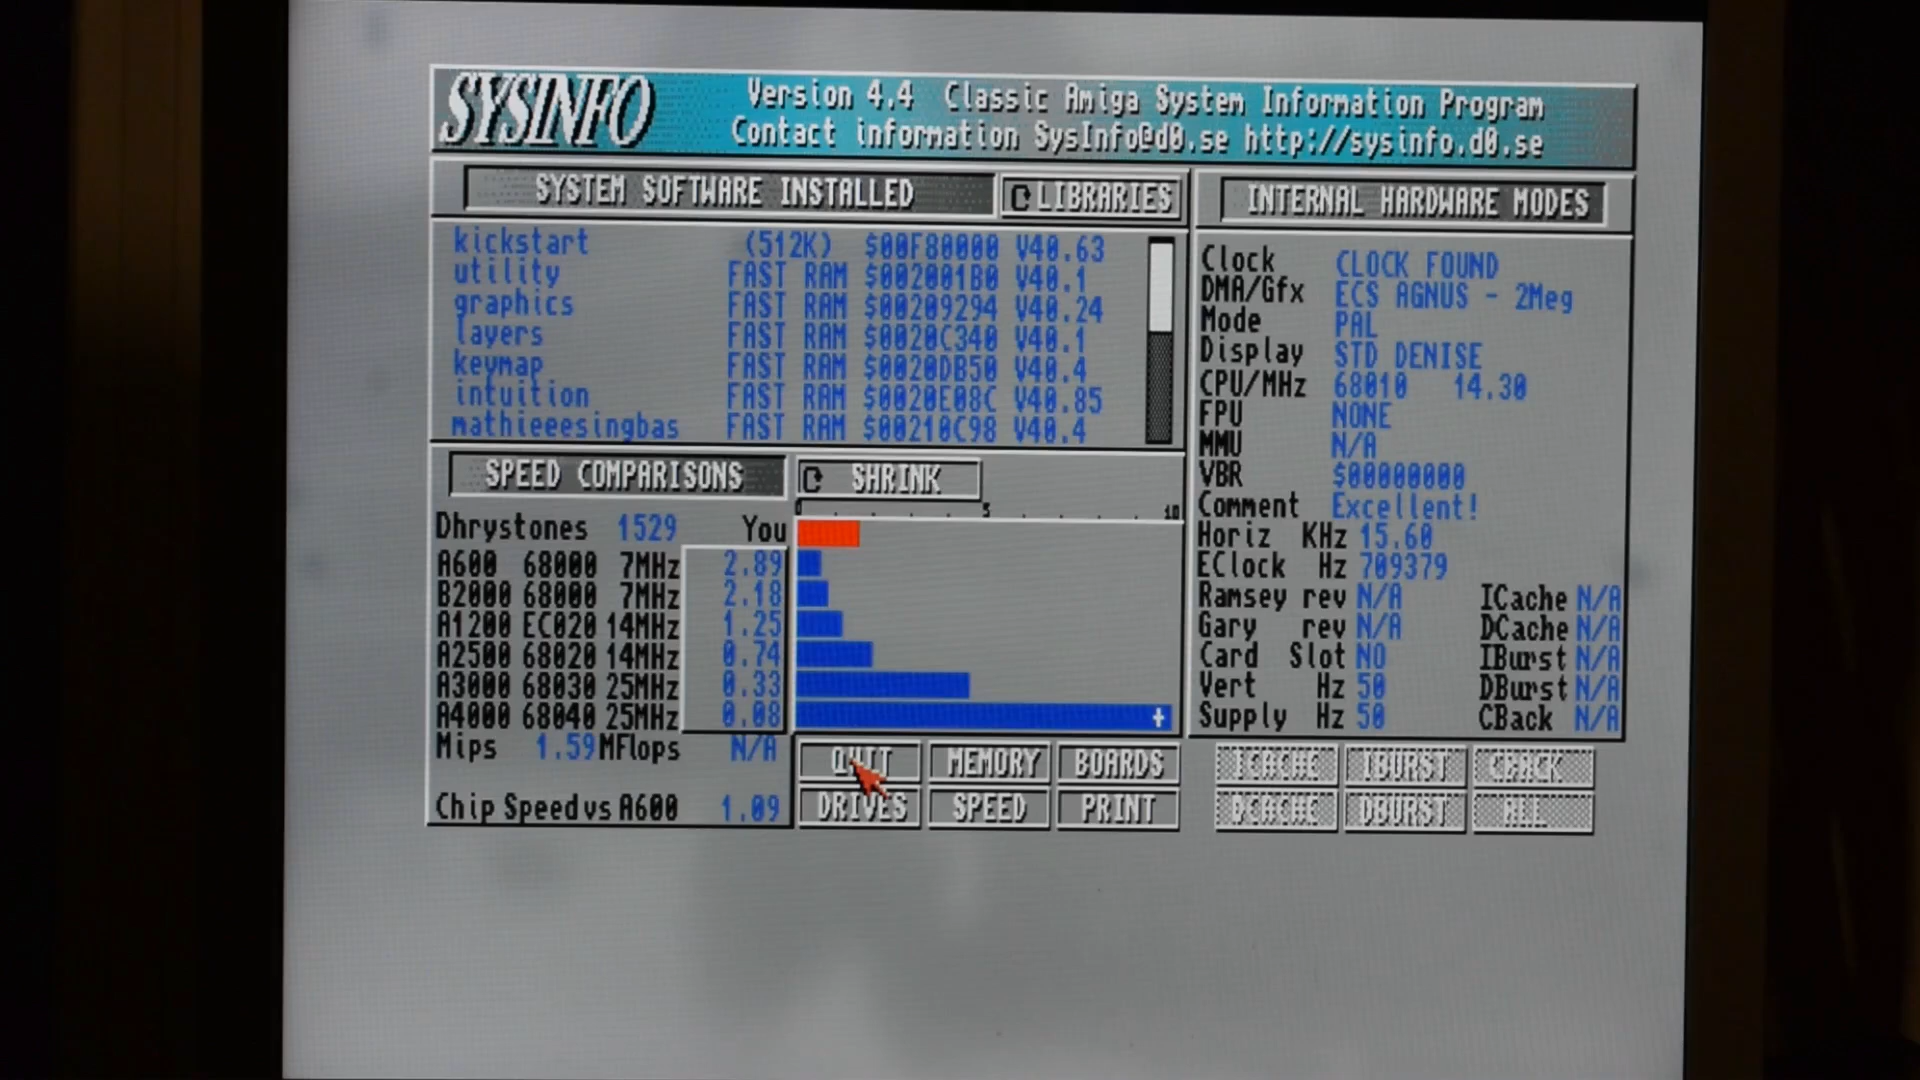 SYSINFO
Version 4.4 Classic Amiga System Information Program
Contact information SysInfo@d0.se http://sysinfo.d0.se
SYSTEM SOFTWARE INSTALLED
LIBRARIES
kickstart (512K) $00F80000 V40.63
utility FAST RAM $002001B0 V40.1
graphics FAST RAM $00209294 V40.24
layers FAST RAM $0020C340 V40.1
keymap FAST RAM $0020DB50 V40.4
intuition FAST RAM $0020E08C V40.85
mathieeesingbas FAST RAM $00210C98 V40.4
INTERNAL HARDWARE MODES
Clock CLOCK FOUND
DMA/Gfx ECS AGNUS - 2Meg
Mode PAL
Display STD DENISE
CPU/MHz 68010 14.30
FPU NONE
MMU N/A
VBR $00000000
Comment Excellent!
Horiz KHz 15.60
EClock Hz 709379
Ramsey rev N/A ICache N/A
Gary rev N/A DCache N/A
Card Slot NO IBurst N/A
Vert Hz 50 DBurst N/A
Supply Hz 50 CBack N/A
SPEED COMPARISONS
SHRINK
0 5 10
Dhrystones 1529 You
A600 68000 7MHz 2.89
B2000 68000 7MHz 2.18
A1200 EC020 14MHz 1.25
A2500 68020 14MHz 0.74
A3000 68030 25MHz 0.33
A4000 68040 25MHz 0.08
Mips 1.59 MFlops N/A
Chip Speed vs A600 1.09
QUIT MEMORY BOARDS
DRIVES SPEED PRINT
ICACHE IBURST CBACK
DCACHE DBURST ALL